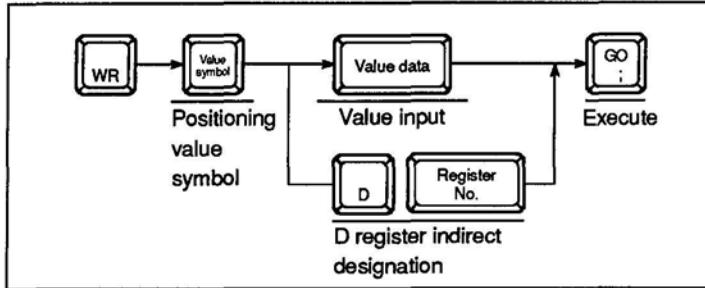 WR
Value
symbol
Value data
GO
;
Positioning
value
symbol
Value input
Execute
D
Register
No.
D register indirect
designation